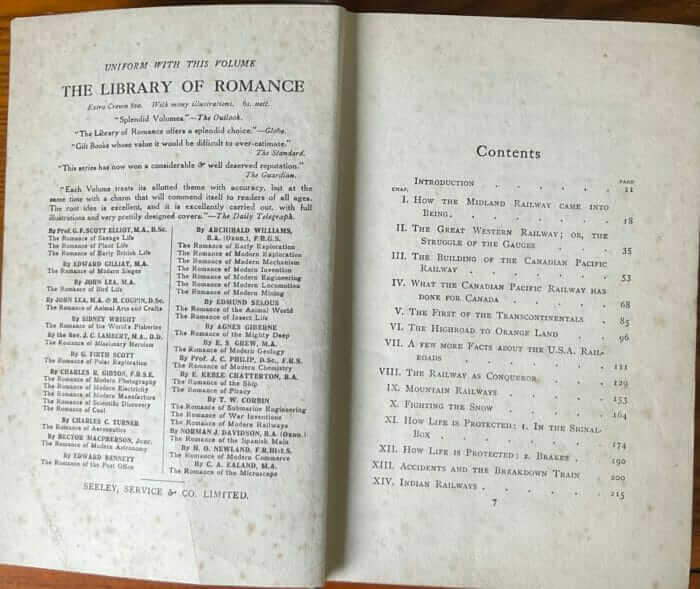 UNIFORM WITH THIS VOLUME
THE LIBRARY OF ROMANCE
Extra Crown 8vo. With many illustrations. 6s. nett.
"Splendid Volumes."—The Outlook.
"The Library of Romance offers a splendid choice."—Globe.
"Gift Books whose value it would be difficult to over-estimate."
The Standard.
"This series has now won a considerable & well deserved reputation."
The Guardian.
"Each Volume treats its allotted theme with accuracy, but at the
same time with a charm that will commend itself to readers of all ages.
The root idea is excellent, and it is excellently carried out, with full
illustrations and very prettily designed covers."—The Daily Telegraph.
By Prof. G. F. SCOTT ELLIOT, M.A., B.Sc.
The Romance of Savage Life
The Romance of Plant Life
The Romance of Early British Life
By EDWARD GILLIAT, M.A.
The Romance of Modern Sieges
By JOHN LEA, M.A.
The Romance of Bird Life
By JOHN LEA, M.A. & H. COUPIN, D.Sc.
The Romance of Animal Arts and Crafts
By SIDNEY WRIGHT
The Romance of the World's Fisheries
By the Rev. J. C. LAMBERT, M.A., D.D.
The Romance of Missionary Heroism
By G. FIRTH SCOTT
The Romance of Polar Exploration
By CHARLES R. GIBSON, F.R.S.E.
The Romance of Modern Photography
The Romance of Modern Electricity
The Romance of Modern Manufacture
The Romance of Scientific Discovery
The Romance of Coal
By CHARLES C. TURNER
The Romance of Aeronautics
By HECTOR MACPHERSON, Junr.
The Romance of Modern Astronomy
By EDWARD BENNETT
The Romance of the Post Office
By ARCHIBALD WILLIAMS,
B.A. (Oxon.), F.R.G.S.
The Romance of Early Exploration
The Romance of Modern Exploration
The Romance of Modern Mechanism
The Romance of Modern Invention
The Romance of Modern Engineering
The Romance of Modern Locomotion
The Romance of Modern Mining
By EDMUND SELOUS
The Romance of the Animal World
The Romance of Insect Life
By AGNES GIBERNE
The Romance of the Mighty Deep
By E. S. GREW, M.A.
The Romance of Modern Geology
By Prof. J. C. PHILIP, D.Sc., F.R.S.
The Romance of Modern Chemistry
By E. KEBLE CHATTERTON, B.A.
The Romance of the Ship
The Romance of Piracy
By T. W. CORBIN
The Romance of Submarine Engineering
The Romance of War Inventions
The Romance of Modern Railways
By NORMAN J. DAVIDSON, B.A. (Oxon.)
The Romance of the Spanish Main
By H. O. NEWLAND, F.R.Hist.S.
The Romance of Modern Commerce
By C. A. EALAND, M.A.
The Romance of the Microscope
SEELEY, SERVICE & CO. LIMITED.
Contents
CHAP. PAGE
INTRODUCTION . . . . . . 11
I. HOW THE MIDLAND RAILWAY CAME INTO
BEING . . . . . . 18
II. THE GREAT WESTERN RAILWAY; OR, THE
STRUGGLE OF THE GAUGES . . . 35
III. THE BUILDING OF THE CANADIAN PACIFIC
RAILWAY . . . . . . 53
IV. WHAT THE CANADIAN PACIFIC RAILWAY HAS
DONE FOR CANADA . . . . 68
V. THE FIRST OF THE TRANSCONTINENTALS . 85
VI. THE HIGHROAD TO ORANGE LAND . . 96
VII. A FEW MORE FACTS ABOUT THE U.S.A. RAIL-
ROADS . . . . . . 111
VIII. THE RAILWAY AS CONQUEROR . . . 129
IX. MOUNTAIN RAILWAYS . . . . 153
X. FIGHTING THE SNOW . . . . 164
XI. HOW LIFE IS PROTECTED: 1. IN THE SIGNAL-
BOX . . . . . . 174
XII. HOW LIFE IS PROTECTED: 2. BRAKES . 190
XIII. ACCIDENTS AND THE BREAKDOWN TRAIN . 200
XIV. INDIAN RAILWAYS . . . . . 215
7